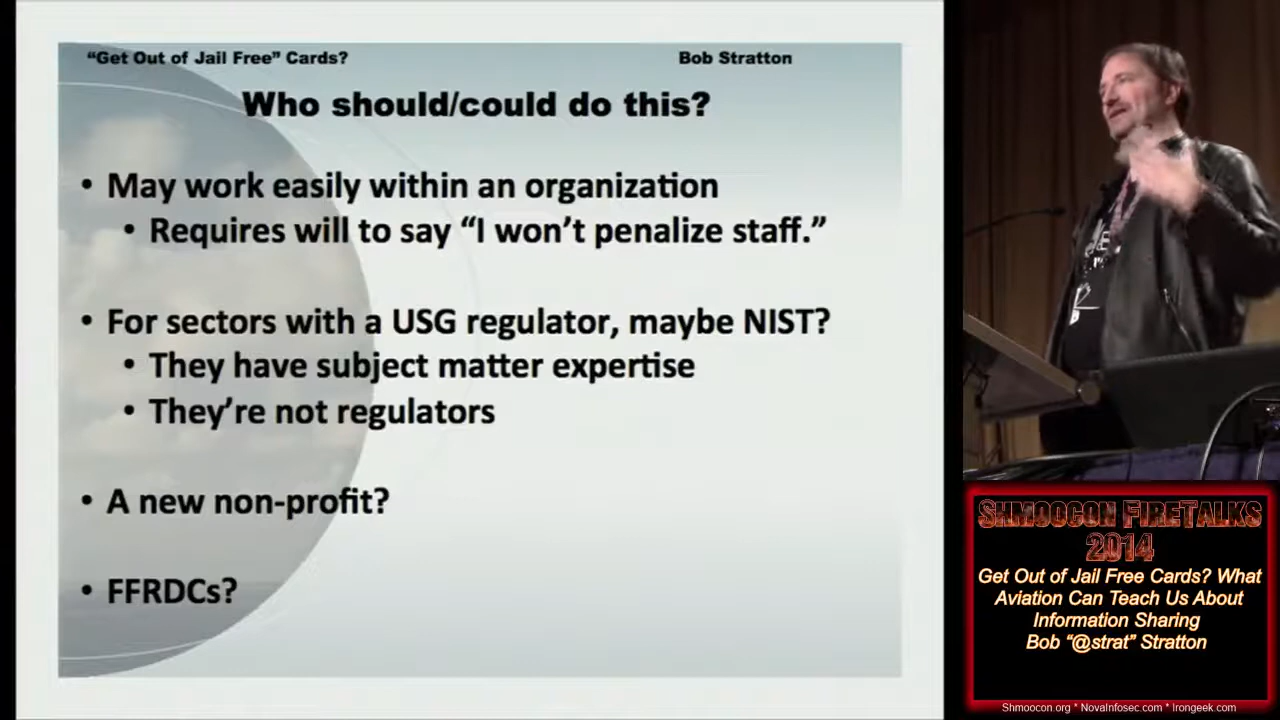 "Get Out of Jail Free" Cards?
Bob Stratton
Who should/could do this?
• May work easily within an organization
• Requires will to say "I won't penalize staff."
• For sectors with a USG regulator, maybe NIST?
• They have subject matter expertise
• They're not regulators
• A new non-profit?
• FFRDCs?
Shmoocon FireTalks
2014
Get Out of Jail Free Cards? What
Aviation Can Teach Us About
Information Sharing
Bob "@strat" Stratton
Shmoocon.org * NovaInfosec.com * Irongeek.com